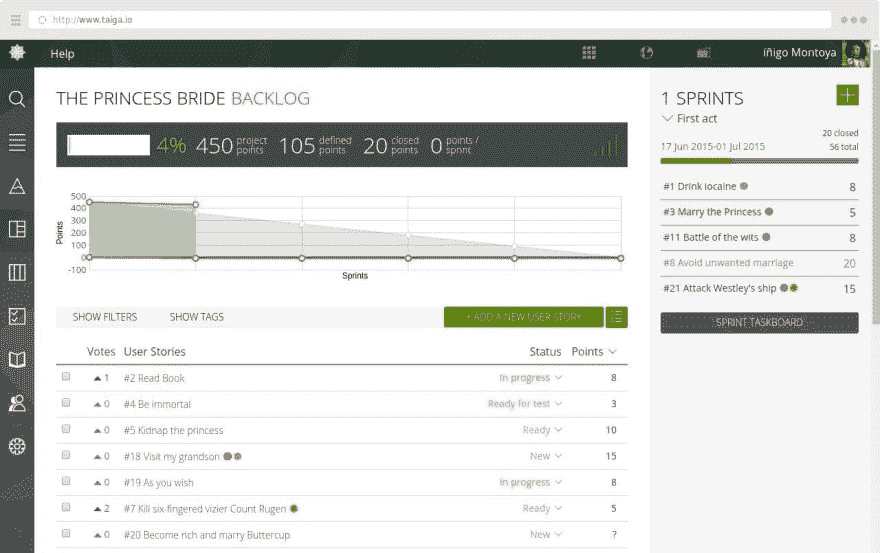 http://www.taiga.io
Help
íñigo Montoya
THE PRINCESS BRIDE BACKLOG
4% 450 project points 105 defined points 20 closed points 0 points / sprint
500
400
300
200
100
0
-100
Points
Sprints
SHOW FILTERS SHOW TAGS + ADD A NEW USER STORY
Votes User Stories Status Points
1 #2 Read Book In progress 8
0 #4 Be immortal Ready for test 3
0 #5 Kidnap the princess Ready 10
0 #18 Visit my grandson New 15
0 #19 As you wish In progress 8
2 #7 Kill six-fingered vizier Count Rugen Ready 5
0 #20 Become rich and marry Buttercup New ?
1 SPRINTS
First act
20 closed
17 Jun 2015-01 Jul 2015 56 total
#1 Drink iocaine 8
#3 Marry the Princess 5
#11 Battle of the wits 8
#8 Avoid unwanted marriage 20
#21 Attack Westley's ship 15
SPRINT TASKBOARD